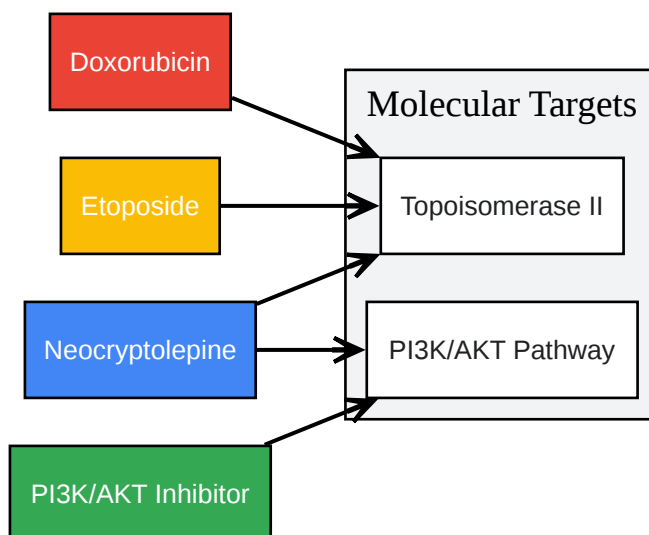 Doxorubicin
Molecular Targets
Etoposide
Topoisomerase II
Neocryptolepine
PI3K/AKT Pathway
PI3K/AKT Inhibitor